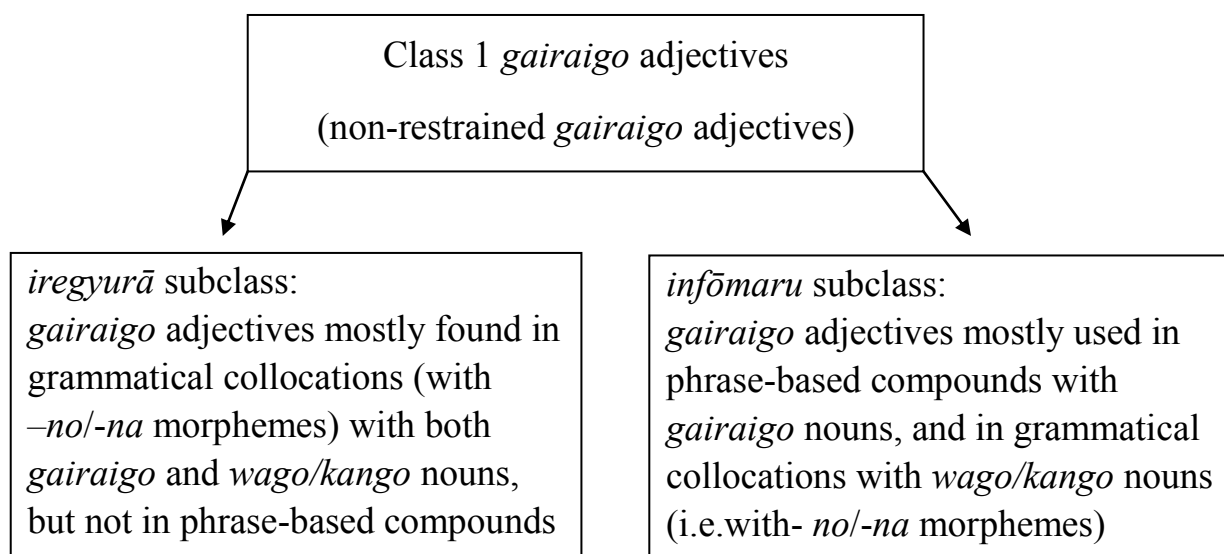 Class 1 gairaigo adjectives
(non-restrained gairaigo adjectives)
iregyurā subclass:
gairaigo adjectives mostly found in
grammatical collocations (with
–no/-na morphemes) with both
gairaigo and wago/kango nouns,
but not in phrase-based compounds
infōmaru subclass:
gairaigo adjectives mostly used in
phrase-based compounds with
gairaigo nouns, and in grammatical
collocations with wago/kango nouns
(i.e.with- no/-na morphemes)